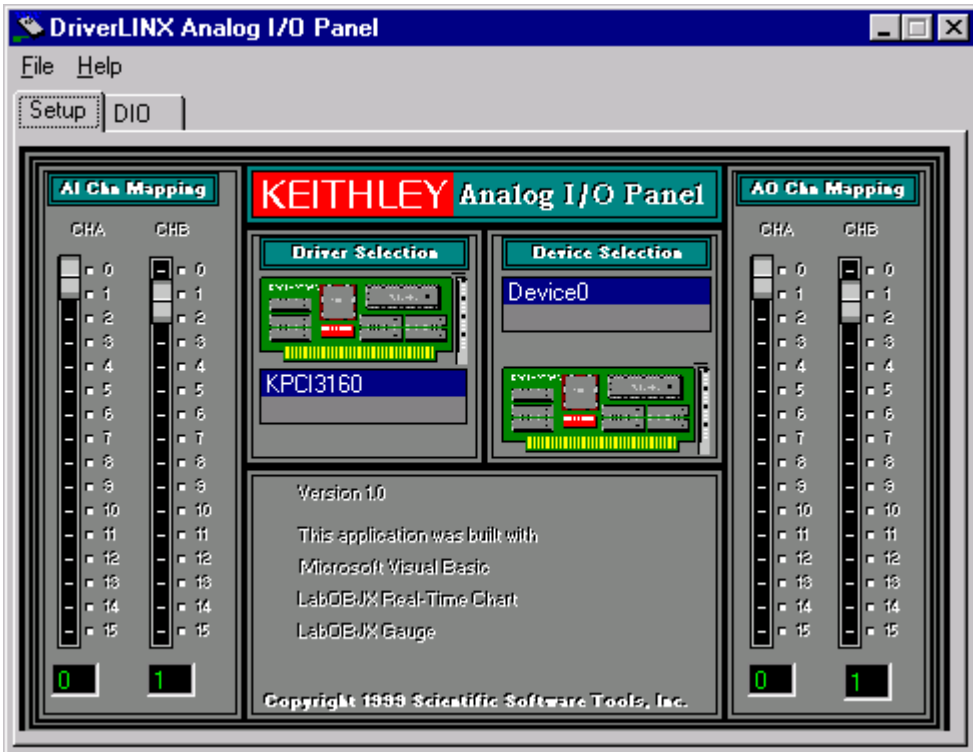 DriverLINX Analog I/O Panel
File Help
Setup DIO
AI Chn Mapping
CHA CHB
0 0
1 1
2 2
3 3
4 4
5 5
6 6
7 7
8 8
9 9
10 10
11 11
12 12
13 13
14 14
15 15
0 1
KEITHLEY Analog I/O Panel
Driver Selection
KPCI3160
Device Selection
Device0
Version 1.0
This application was built with
Microsoft Visual Basic
LabOBJX Real-Time Chart
LabOBJX Gauge
Copyright 1999 Scientific Software Tools, Inc.
AO Chn Mapping
CHA CHB
0 0
1 1
2 2
3 3
4 4
5 5
6 6
7 7
8 8
9 9
10 10
11 11
12 12
13 13
14 14
15 15
0 1